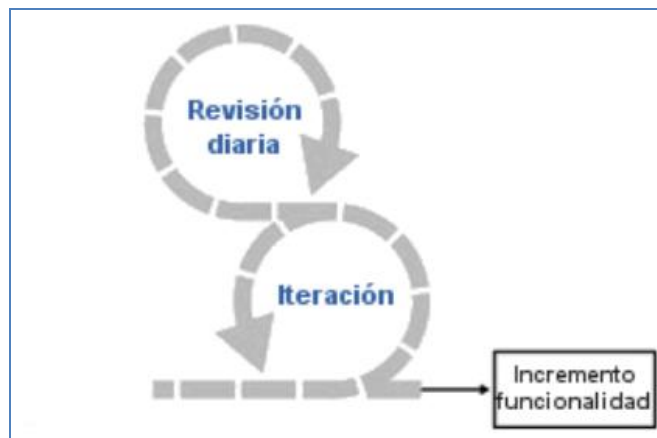 Revisión
diaria
Iteración
Incremento
funcionalidad